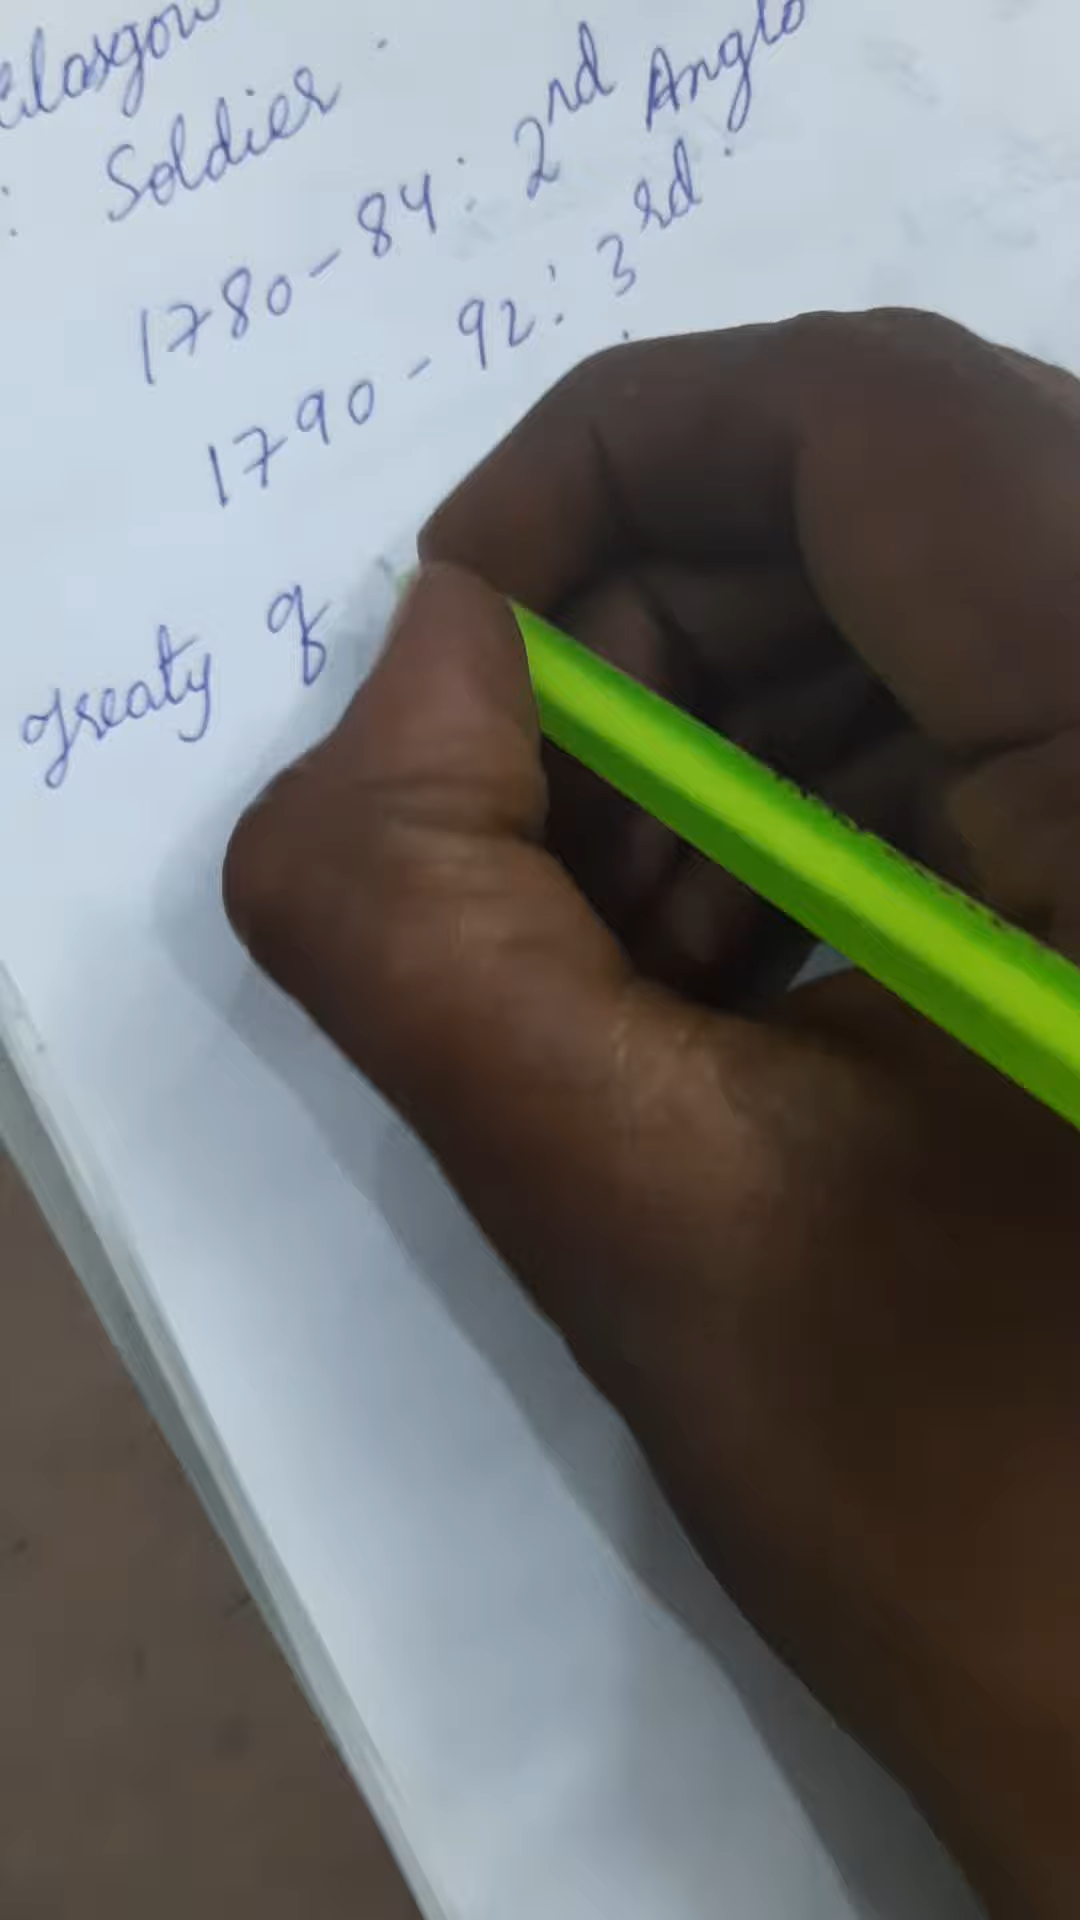 Glasgow
: Soldier.
1780-84: 2nd Anglo
1790-92: 3rd.
Treaty of